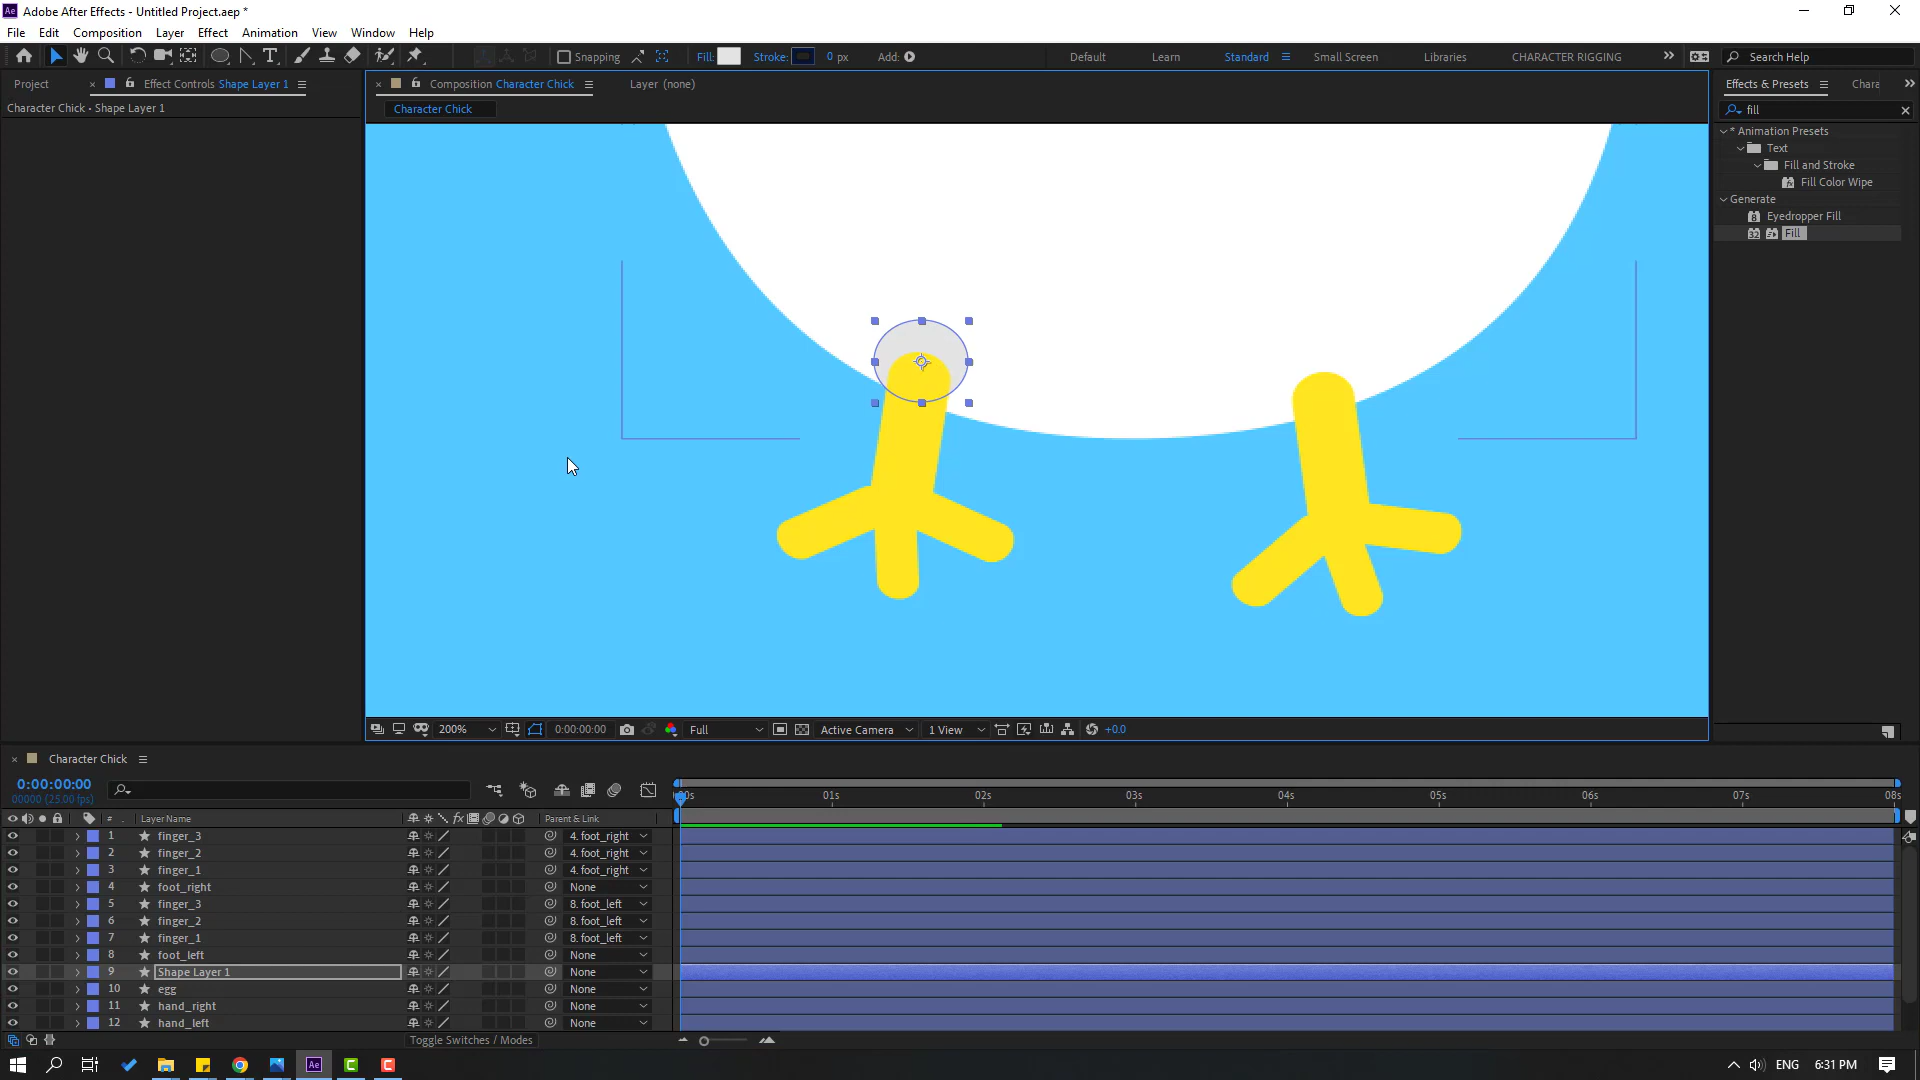 Adobe After Effects - Untitled Project.aep *
File Edit Composition Layer Effect Animation View Window Help
Snapping Fill: Stroke: 0 px Add: Default Learn Standard Small Screen Libraries CHARACTER RIGGING Search Help
Project Effect Controls Shape Layer 1 Composition Character Chick Layer (none) Effects & Presets Chara
Character Chick • Shape Layer 1
Character Chick
fill
* Animation Presets
Text
Fill and Stroke
Fill Color Wipe
Generate
Eyedropper Fill
Fill
200% 0:00:00:00 Full Active Camera 1 View +0.0
Character Chick
0:00:00:00
00000 (25.00 fps)
00s 01s 02s 03s 04s 05s 06s 07s 08s
# Layer Name Parent & Link
1 finger_3 4. foot_right
2 finger_2 4. foot_right
3 finger_1 4. foot_right
4 foot_right None
5 finger_3 8. foot_left
6 finger_2 8. foot_left
7 finger_1 8. foot_left
8 foot_left None
9 Shape Layer 1 None
10 egg None
11 hand_right None
12 hand_left None
Toggle Switches / Modes
ENG 6:31 PM